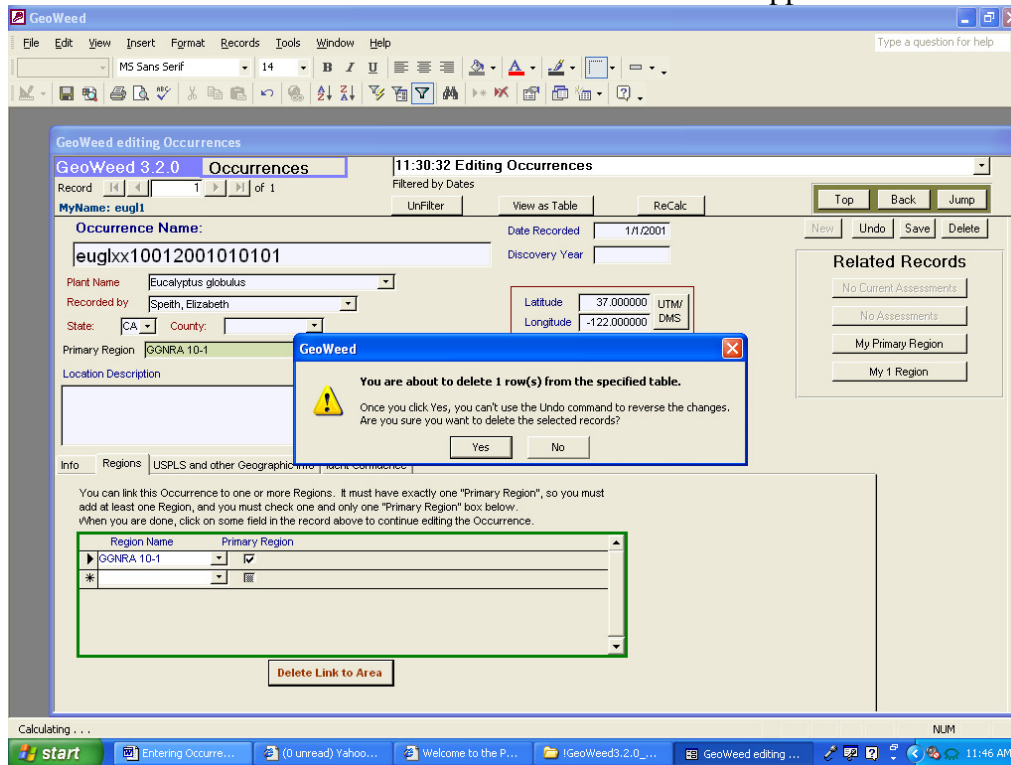 GeoWeed
File Edit View Insert Format Records Tools Window Help
Type a question for help
MS Sans Serif 14 B I U
GeoWeed editing Occurrences
GeoWeed 3.2.0 Occurrences
11:30:32 Editing Occurrences
Record 1 of 1
Filtered by Dates
MyName: eugl1
UnFilter View as Table ReCalc
Top Back Jump
New Undo Save Delete
Occurrence Name:
euglxx10012001010101
Date Recorded 1/1/2001
Discovery Year
Related Records
No Current Assessments
No Assessments
My Primary Region
My 1 Region
Plant Name Eucalyptus globulus
Recorded by Speith, Elizabeth
State: CA County:
Latitude 37.000000
Longitude -122.000000
UTM/
DMS
Primary Region GGNRA 10-1
Location Description
GeoWeed
You are about to delete 1 row(s) from the specified table.
Once you click Yes, you can't use the Undo command to reverse the changes.
Are you sure you want to delete the selected records?
Yes No
Info Regions USPLS and other Geographic Info
You can link this Occurrence to one or more Regions. It must have exactly one "Primary Region", so you must
add at least one Region, and you must check one and only one "Primary Region" box below.
When you are done, click on some field in the record above to continue editing the Occurrence.
Region Name Primary Region
GGNRA 10-1
Delete Link to Area
Calculating . . .
NUM
start
Entering Occurre...
(0 unread) Yahoo...
Welcome to the P...
!GeoWeed3.2.0_...
GeoWeed editing ...
11:46 AM